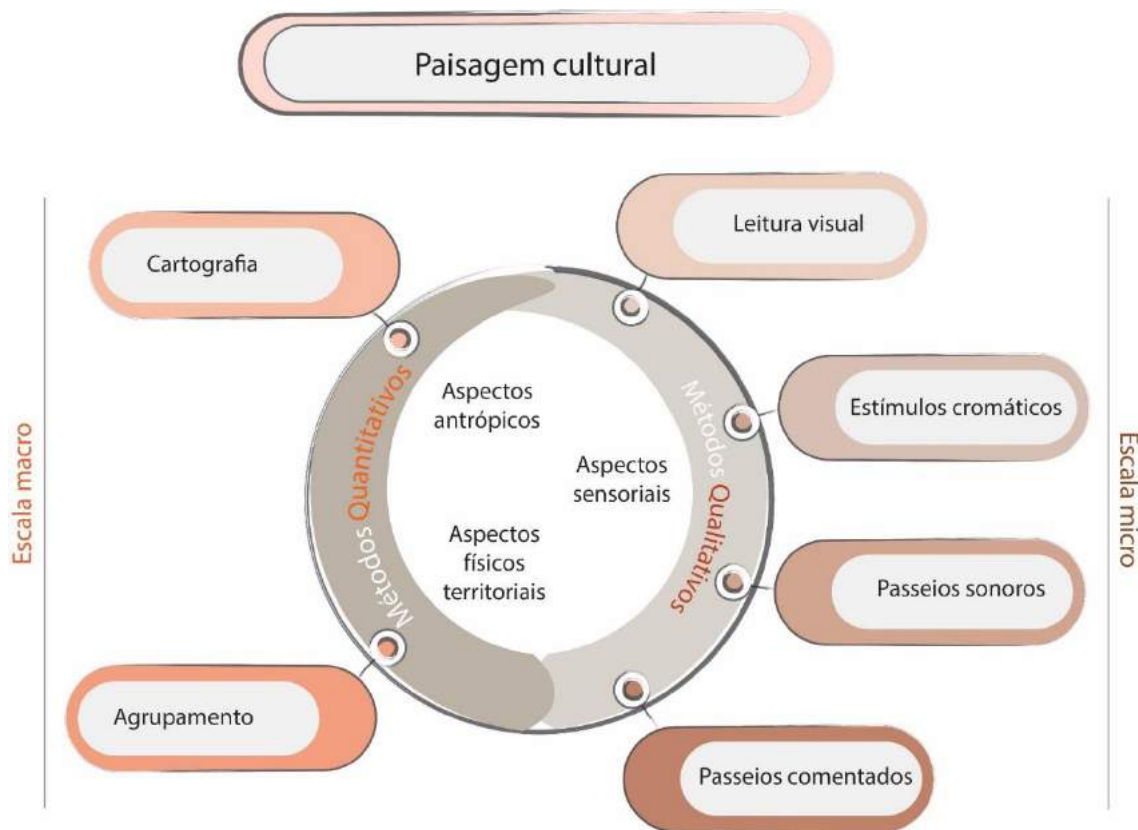 Paisagem cultural
Leitura visual
Cartografia
Estímulos cromáticos
Aspectos
antrópicos
Aspectos
sensoriais
Aspectos
físicos
territoriais
Métodos Quantitativos
Métodos Qualitativos
Escala macro
Escala micro
Passeios sonoros
Agrupamento
Passeios comentados